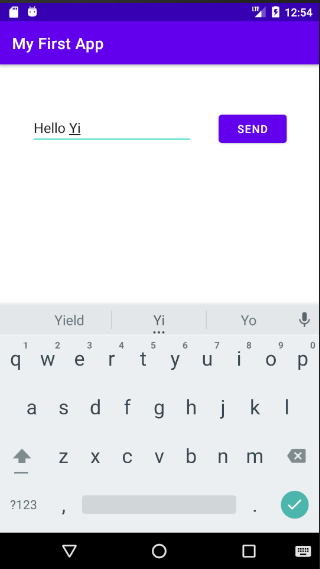 LTE 12:54
My First App
Hello Yi
SEND
Yield Yi Yo
1 2 3 4 5 6 7 8 9 0
q w e r t y u i o p
a s d f g h j k l
z x c v b n m
?123 , .